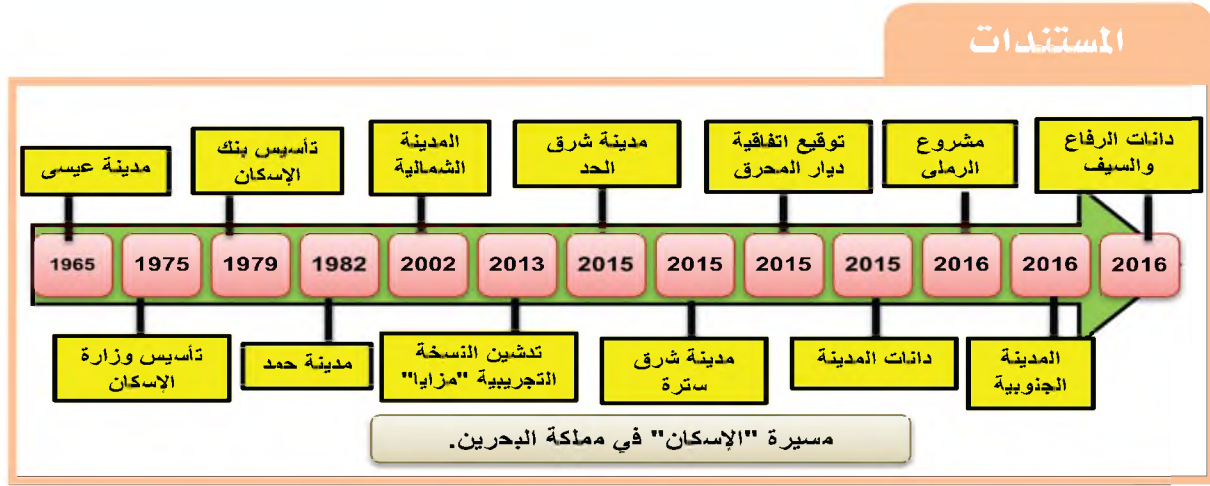 المستندات
مدينة عيسى
تأسيس بنك
الإسكان
المدينة
الشمالية
مدينة شرق
الحد
توقيع اتفاقية
ديار المحرق
مشروع
الرملي
دانات الرفاع
والسيف
1965 1975 1979 1982 2002 2013 2015 2015 2015 2015 2016 2016 2016
تأسيس وزارة
الإسكان
مدينة حمد
تدشين النسخة
التجريبية "مزايا"
مدينة شرق
سترة
دانات المدينة
المدينة
الجنوبية
مسيرة "الإسكان" في مملكة البحرين.